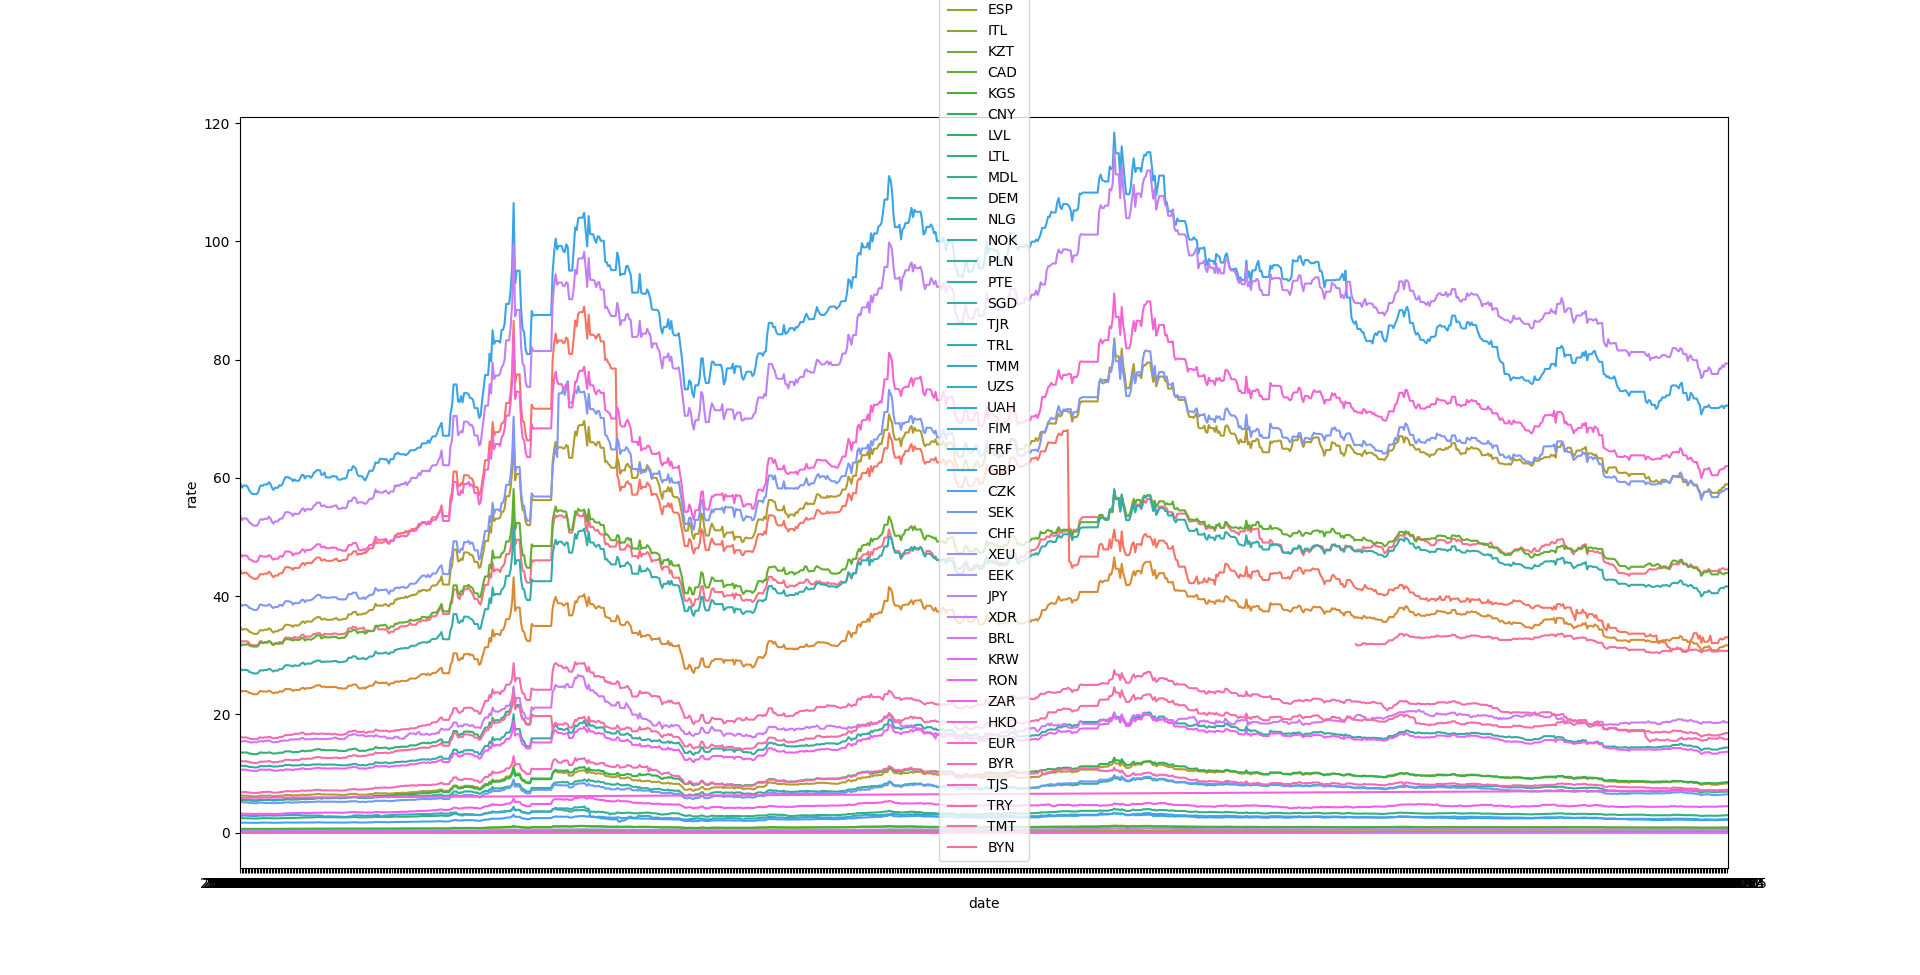 ESP
ITL
KZT
CAD
KGS
CNY
LVL
LTL
MDL
DEM
NLG
NOK
PLN
PTE
SGD
TJR
TRL
TMM
UZS
UAH
FIM
FRF
GBP
CZK
SEK
CHF
XEU
EEK
JPY
XDR
BRL
KRW
RON
ZAR
HKD
EUR
BYR
TJS
TRY
TMT
BYN
120
100
80
60
40
20
0
rate
date